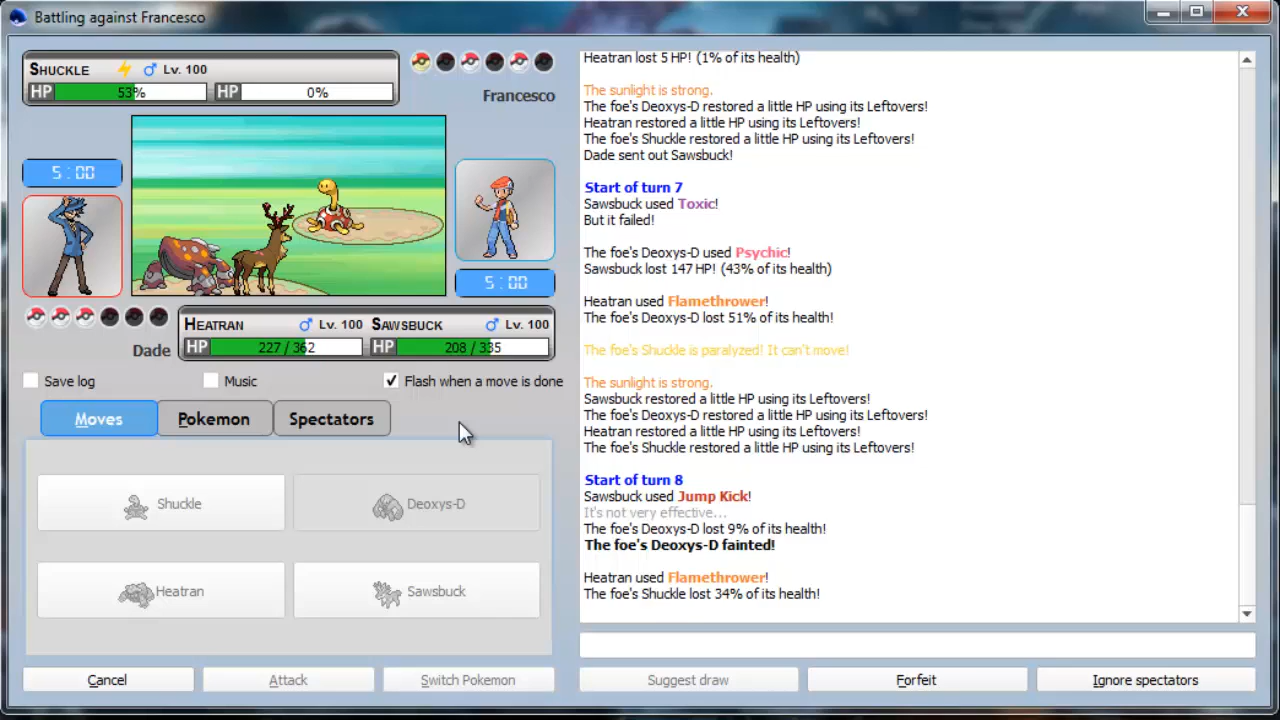 Battling against Francesco
SHUCKLE ♂ Lv. 100
HP 53% HP 0%
Francesco
5:00
5:00
HEATRAN ♂ Lv. 100 SAWSBUCK ♂ Lv. 100
HP 227 / 362 HP 208 / 335
Dade
Save log Music Flash when a move is done
Moves Pokemon Spectators
Shuckle Deoxys-D
Heatran Sawsbuck
Cancel Attack Switch Pokemon
Heatran lost 5 HP! (1% of its health)
The sunlight is strong.
The foe's Deoxys-D restored a little HP using its Leftovers!
Heatran restored a little HP using its Leftovers!
The foe's Shuckle restored a little HP using its Leftovers!
Dade sent out Sawsbuck!
Start of turn 7
Sawsbuck used Toxic!
But it failed!
The foe's Deoxys-D used Psychic!
Sawsbuck lost 147 HP! (43% of its health)
Heatran used Flamethrower!
The foe's Deoxys-D lost 51% of its health!
The foe's Shuckle is paralyzed! It can't move!
The sunlight is strong.
Sawsbuck restored a little HP using its Leftovers!
The foe's Deoxys-D restored a little HP using its Leftovers!
Heatran restored a little HP using its Leftovers!
The foe's Shuckle restored a little HP using its Leftovers!
Start of turn 8
Sawsbuck used Jump Kick!
It's not very effective...
The foe's Deoxys-D lost 9% of its health!
The foe's Deoxys-D fainted!
Heatran used Flamethrower!
The foe's Shuckle lost 34% of its health!
Suggest draw Forfeit Ignore spectators